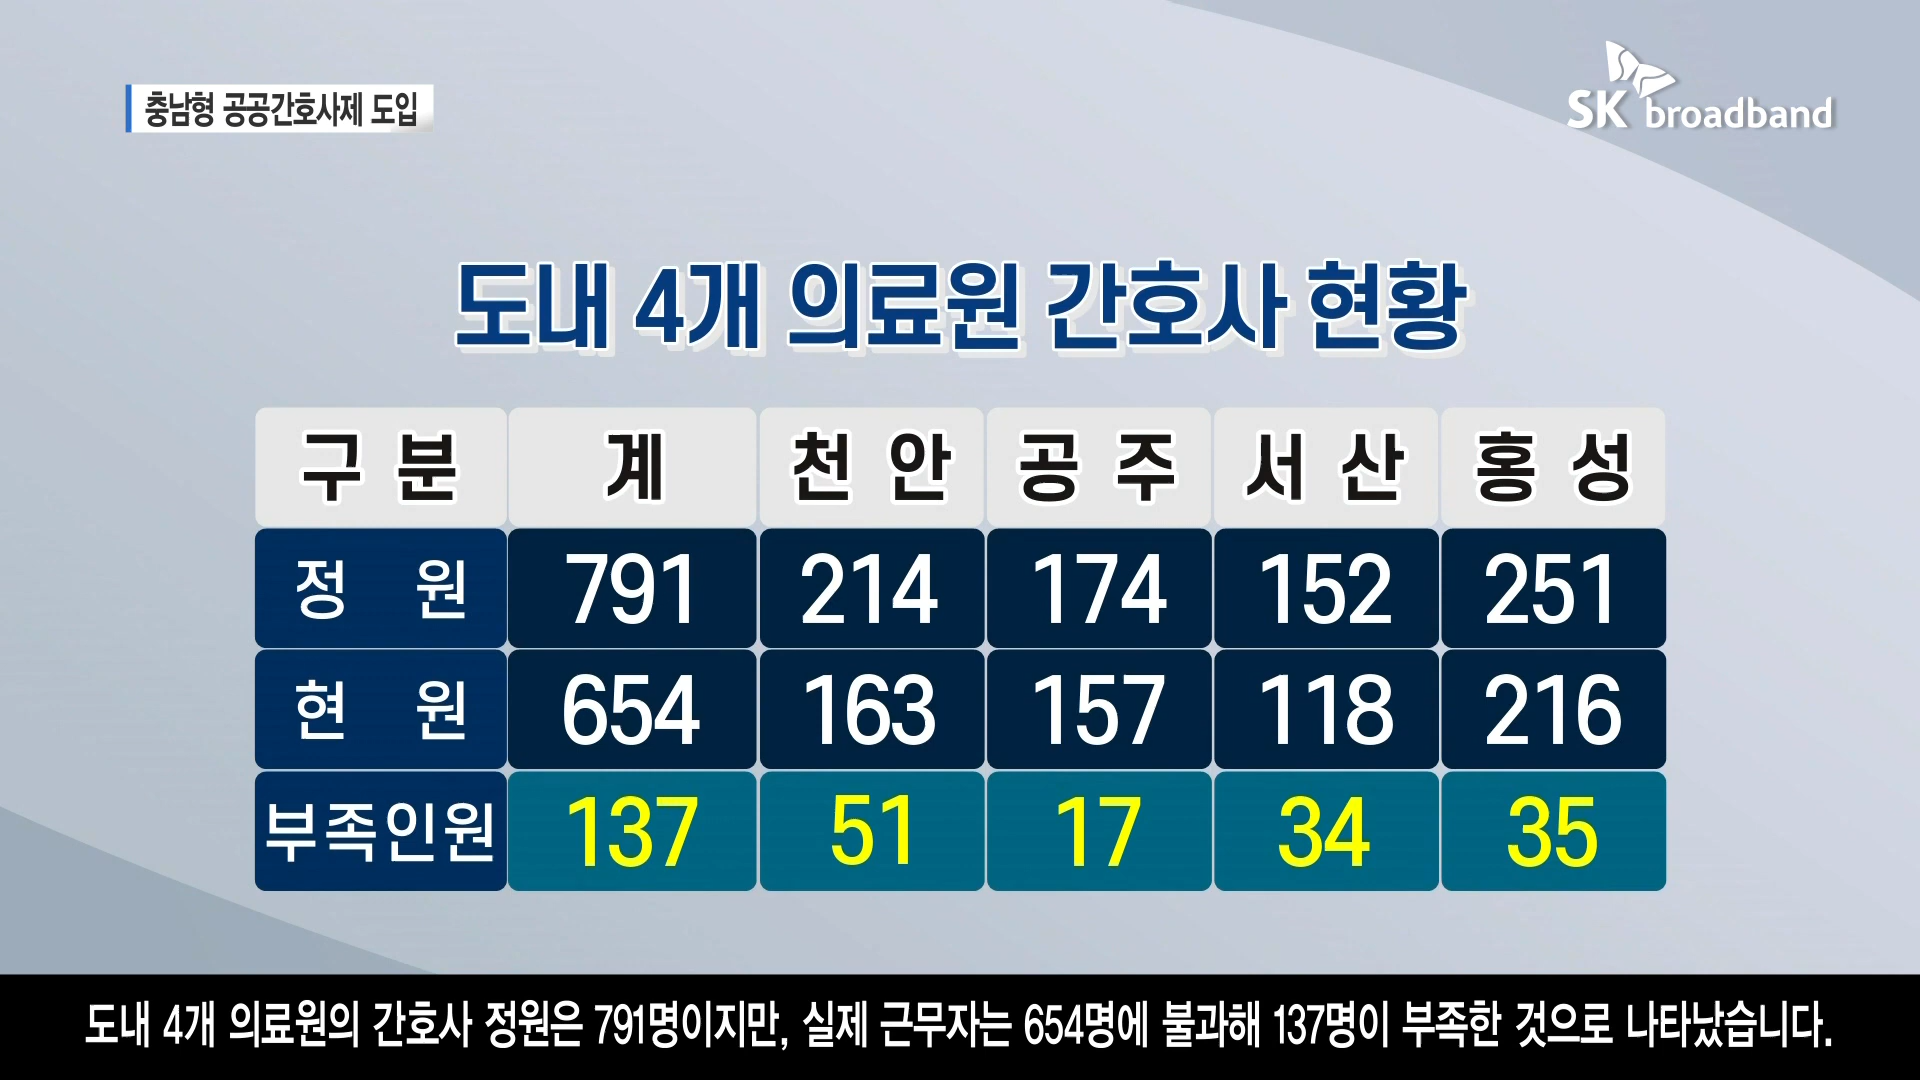 충남형 공공간호사제 도입
SK broadband
도내 4개 의료원 간호사 현황
구 분 계 천 안 공 주 서 산 홍 성
정 원 791 214 174 152 251
현 원 654 163 157 118 216
부족인원 137 51 17 34 35
도내 4개 의료원의 간호사 정원은 791명이지만, 실제 근무자는 654명에 불과해 137명이 부족한 것으로 나타났습니다.